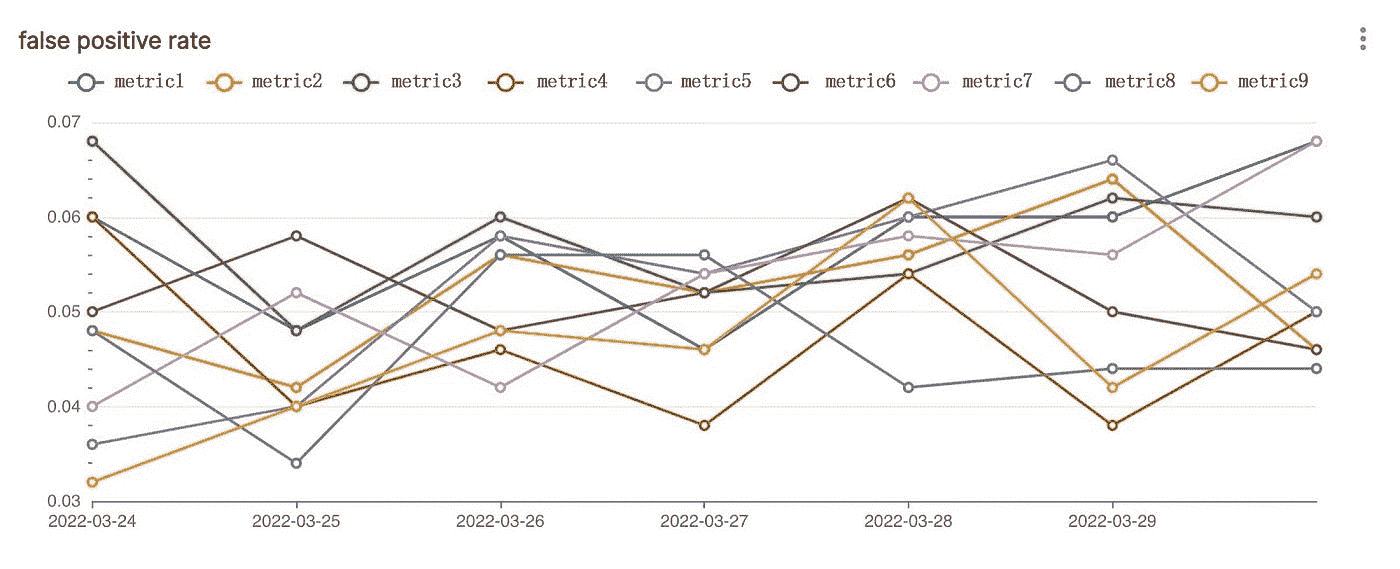 false positive rate
metric1 metric2 metric3 metric4 metric5 metric6 metric7 metric8 metric9
0.07
0.06
0.05
0.04
0.03
2022-03-24 2022-03-25 2022-03-26 2022-03-27 2022-03-28 2022-03-29